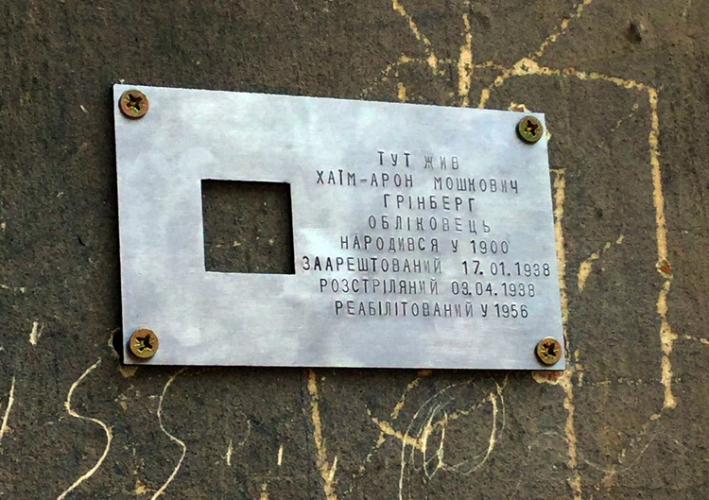 ТУТ ЖИВ
ХАЇМ-АРОН МОШКОВИЧ
ГРІНБЕРГ
ОБЛІКОВЕЦЬ
НАРОДИВСЯ У 1900
ЗААРЕШТОВАНИЙ 17.01.1938
РОЗСТРІЛЯНИЙ 09.04.1938
РЕАБІЛІТОВАНИЙ У 1956